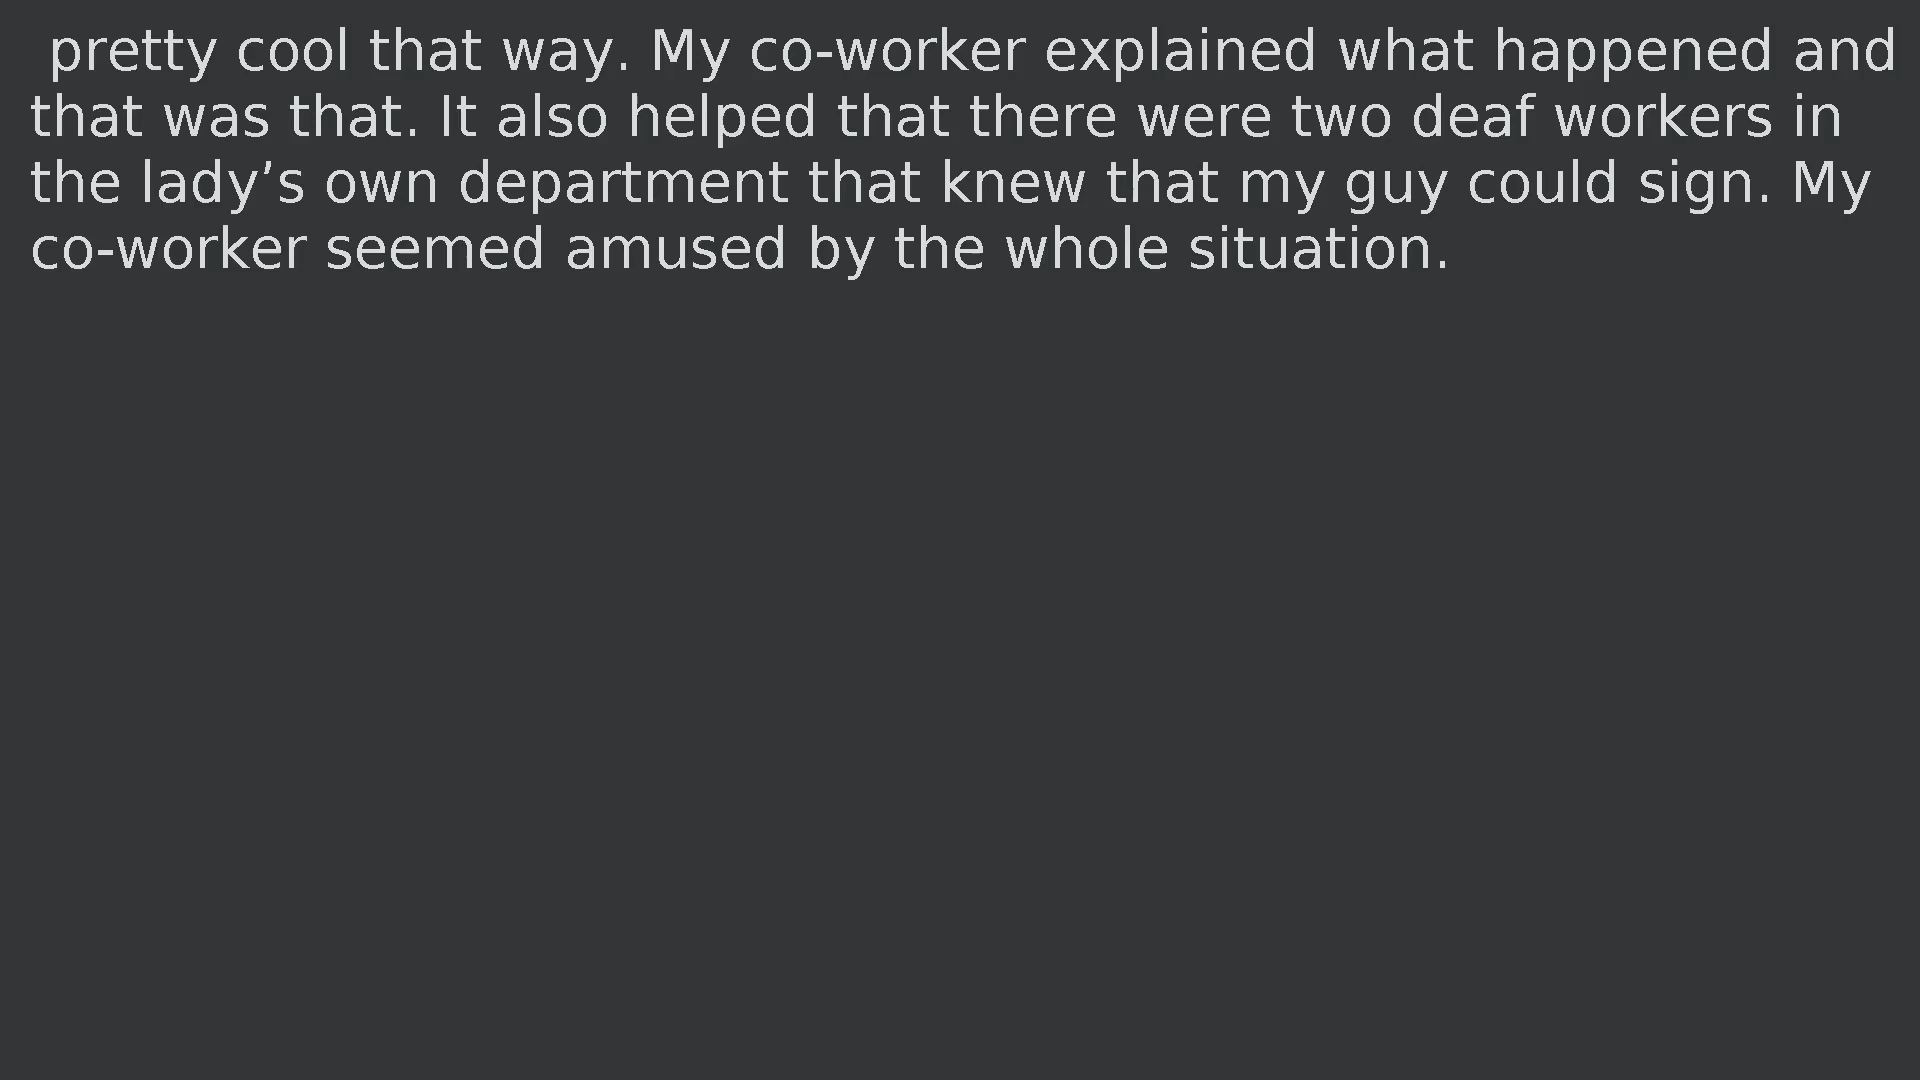 pretty cool that way. My co-worker explained what happened and
that was that. It also helped that there were two deaf workers in
the lady’s own department that knew that my guy could sign. My
co-worker seemed amused by the whole situation.